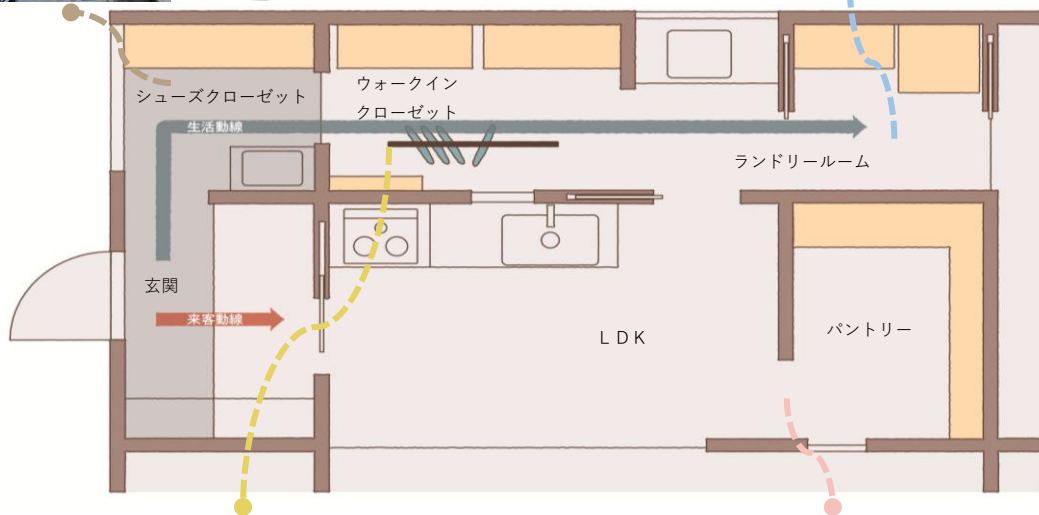 シューズクローゼット
ウォークイン
クローゼット
生活動線
ランドリールーム
玄関
来客動線
LDK
パントリー